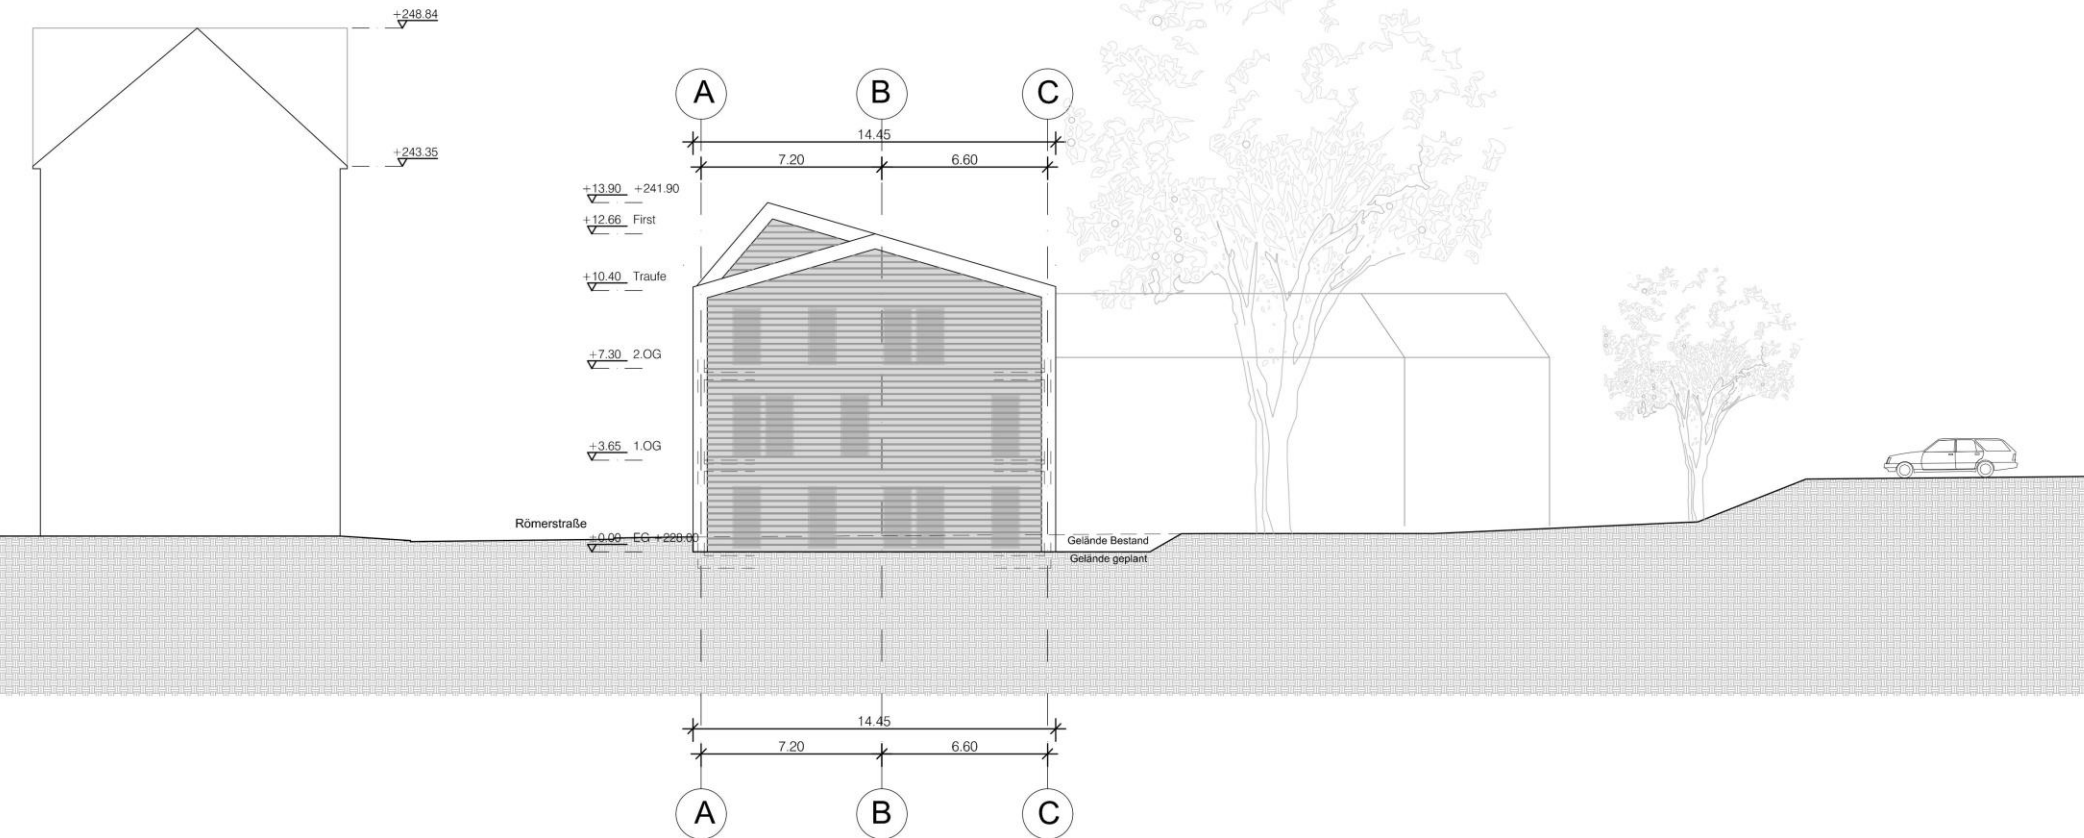 +248.84
+243.35
A B C
14.45
7.20 6.60
+13.90 +241.90
+12.66 First
+10.40 Traufe
+7.30 2.OG
+3.65 1.OG
Römerstraße
±0.00 EG +228.00
Gelände Bestand
Gelände geplant
14.45
7.20 6.60
A B C